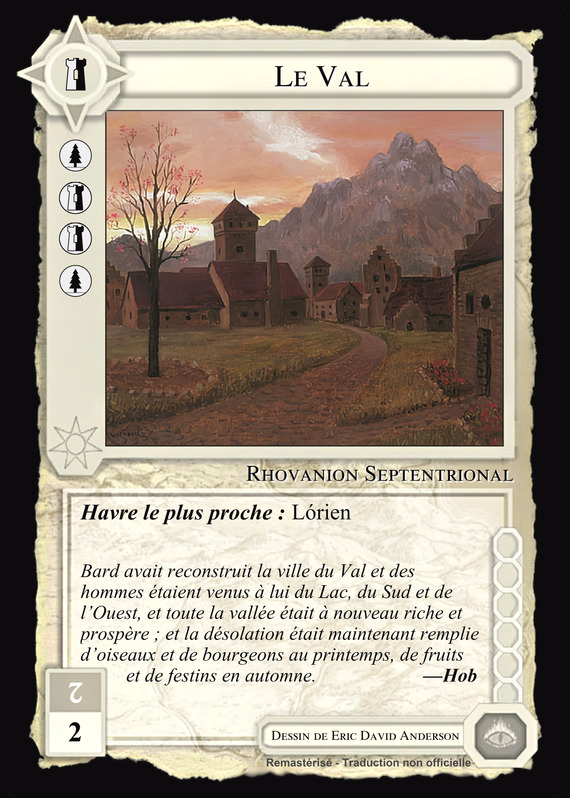 Le Val
Rhovanion Septentrional
Havre le plus proche : Lórien
Bard avait reconstruit la ville du Val et des
hommes étaient venus à lui du Lac, du Sud et de
l’Ouest, et toute la vallée était à nouveau riche et
prospère ; et la désolation était maintenant remplie
d’oiseaux et de bourgeons au printemps, de fruits
et de festins en automne. —Hob
2
2
Dessin de Eric David Anderson
Remastérisé - Traduction non officielle